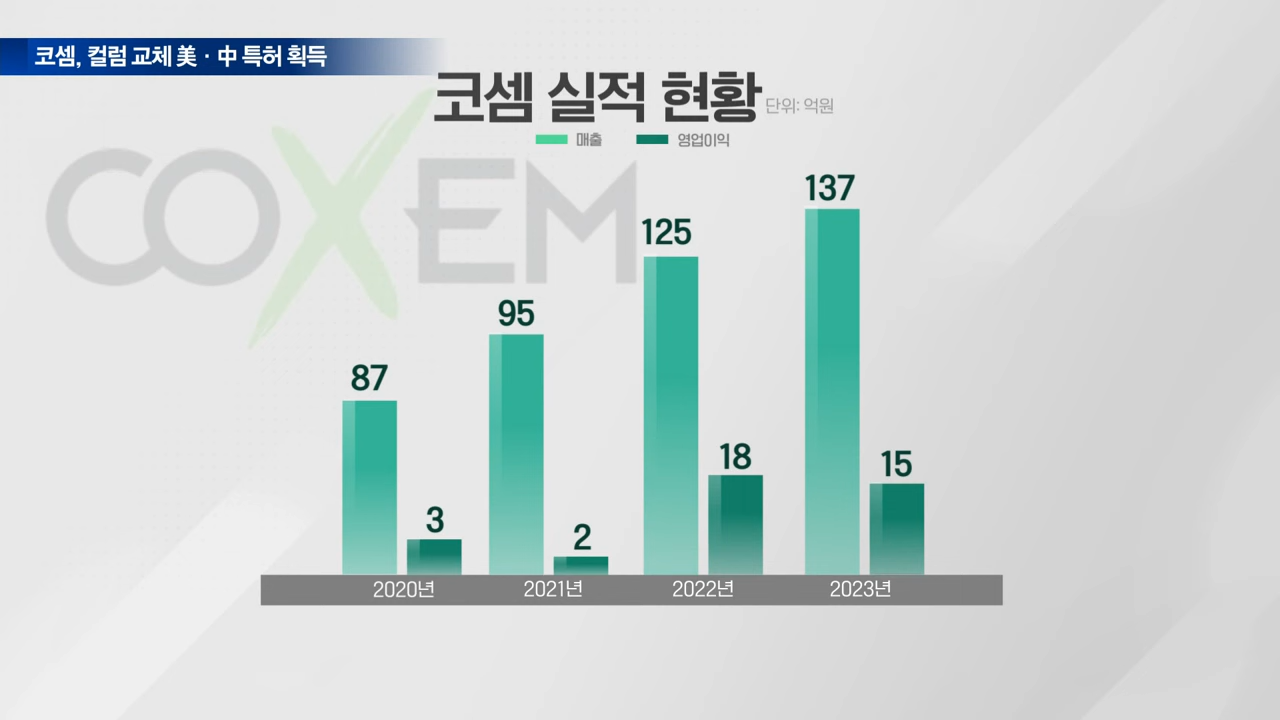 코셈, 컬럼 교체 美 · 中 특허 획득
코셈 실적 현황 단위: 억원
매출 영업이익
COXEM
137
125
95
87
18
15
3
2
2020년 2021년 2022년 2023년